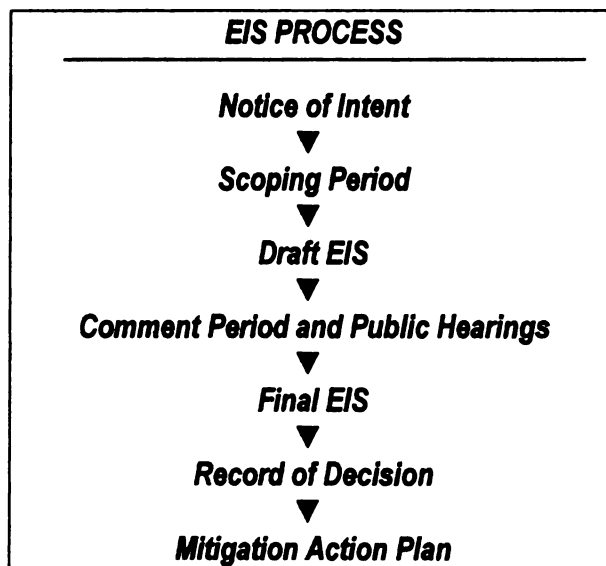 EIS PROCESS
Notice of Intent
Scoping Period
Draft EIS
Comment Period and Public Hearings
Final EIS
Record of Decision
Mitigation Action Plan